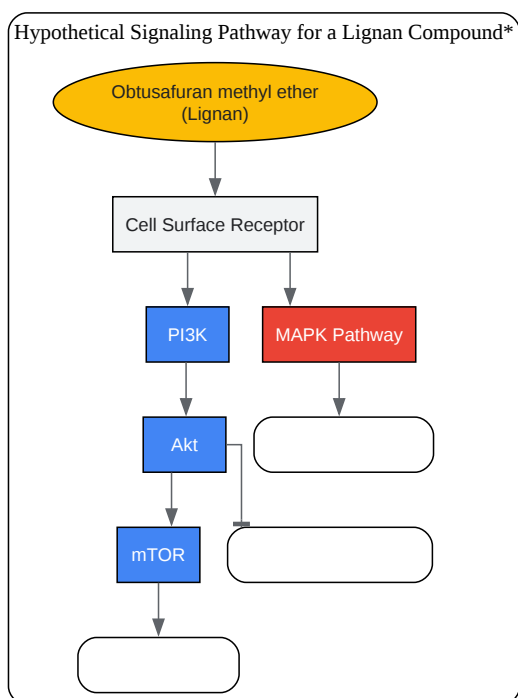 Hypothetical Signaling Pathway for a Lignan Compound*
Obtusafuran methyl ether
(Lignan)
Cell Surface Receptor
PI3K
MAPK Pathway
Akt
mTOR